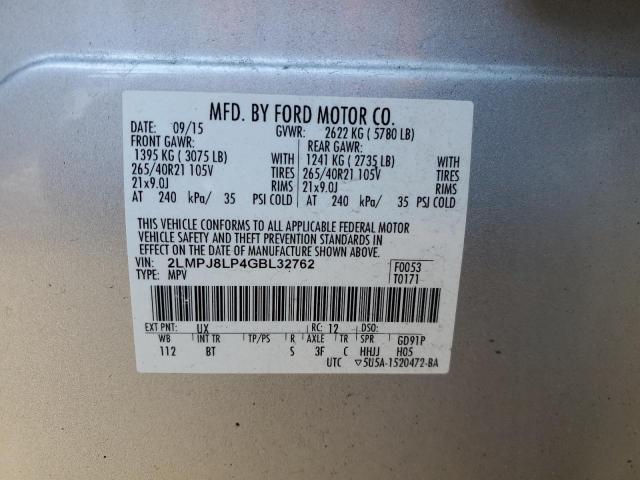 MFD. BY FORD MOTOR CO.
DATE: 09/15 GVWR: 2622 KG ( 5780 LB)
FRONT GAWR: REAR GAWR:
1395 KG ( 3075 LB) WITH 1241 KG ( 2735 LB) WITH
265/40R21 105V TIRES 265/40R21 105V TIRES
21x9.0J RIMS 21x9.0J RIMS
AT 240 kPa/ 35 PSI COLD AT 240 kPa/ 35 PSI COLD
THIS VEHICLE CONFORMS TO ALL APPLICABLE FEDERAL MOTOR
VEHICLE SAFETY AND THEFT PREVENTION STANDARDS IN
EFFECT ON THE DATE OF MANUFACTURE SHOWN ABOVE.
VIN: 2LMPJ8LP4GBL32762 F0053
TYPE: MPV T0171
EXT PNT: UX RC: 12 DSO:
WB INT TR TP/PS R AXLE TR SPR GD91P
112 BT S 3F C HHJJ H05
UTC ▽5U5A-1520472-BA